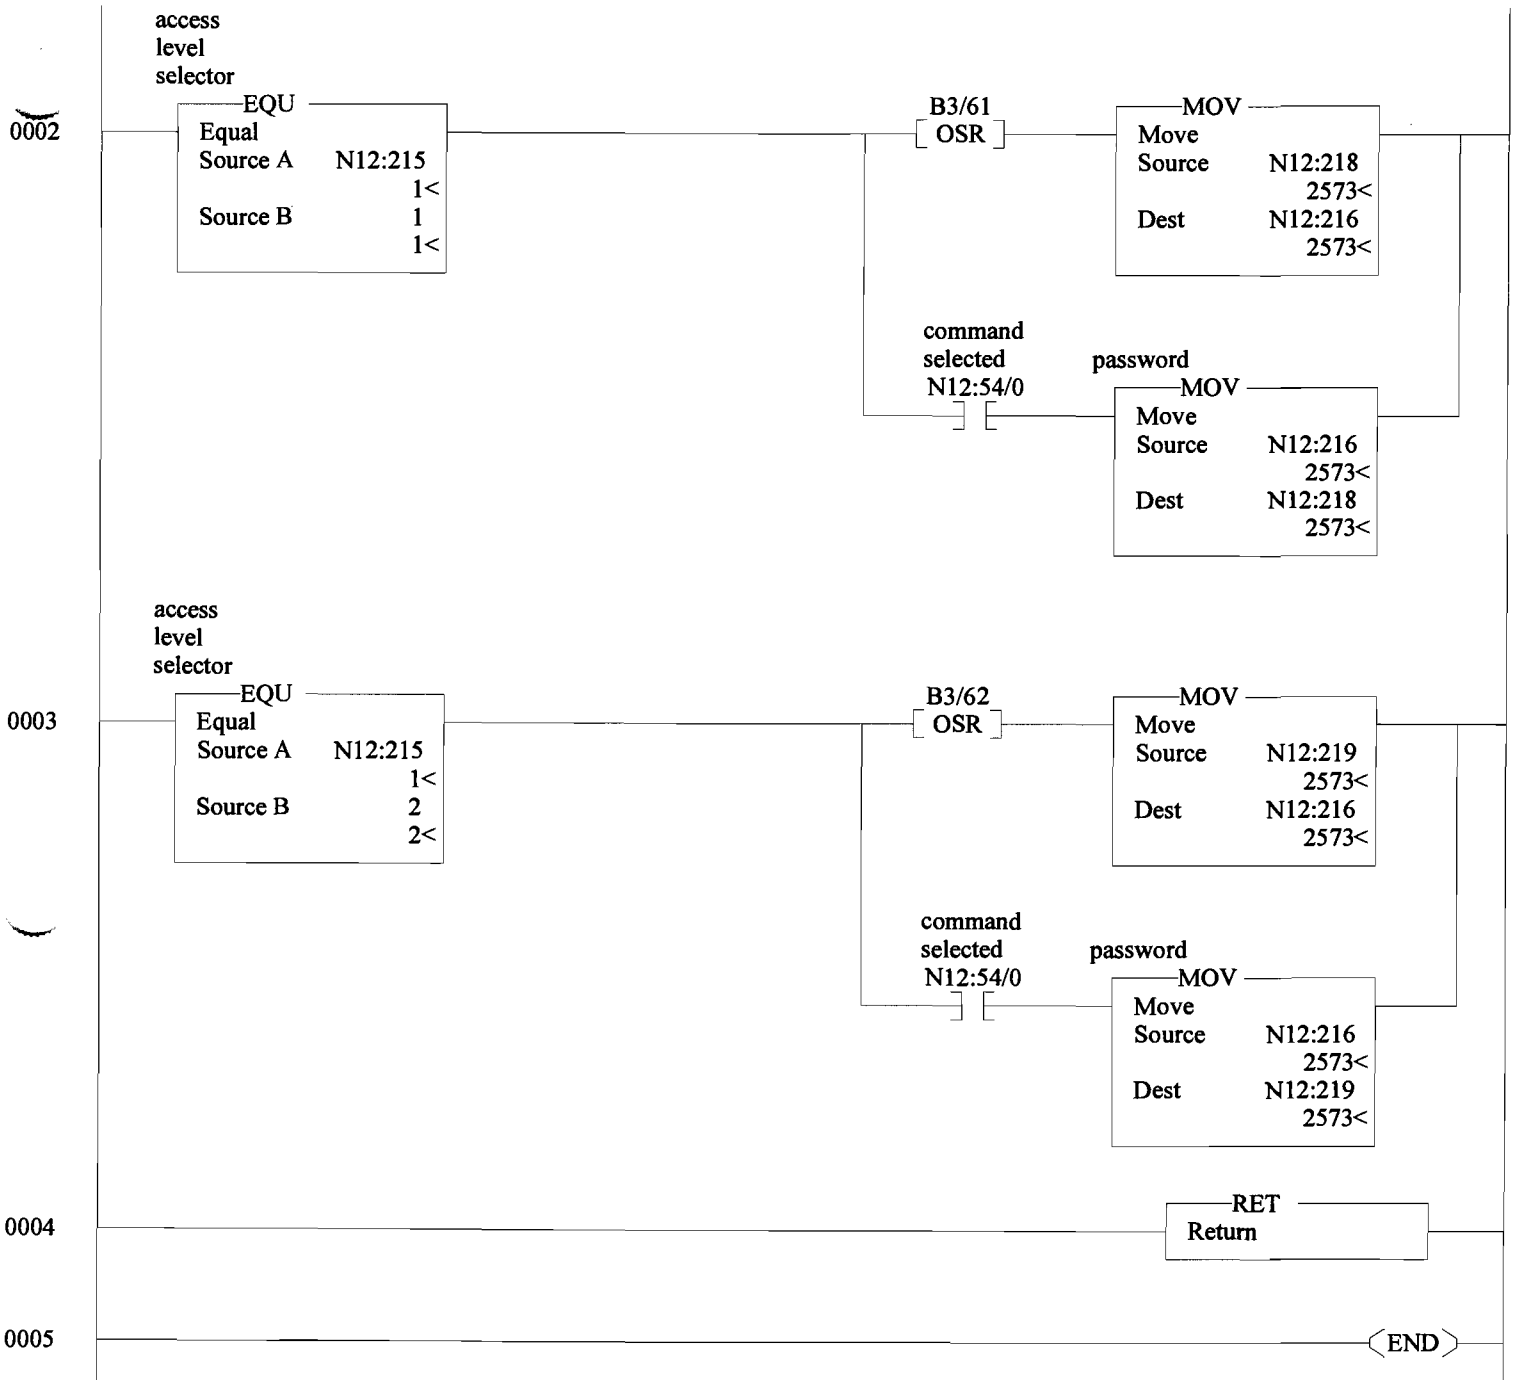 access
level
selector
EQU
0002
Equal
Source A N12:215
1<
Source B 1
1<
B3/61
OSR
MOV
Move
Source N12:218
2573<
Dest N12:216
2573<
command
selected
N12:54/0
password
MOV
Move
Source N12:216
2573<
Dest N12:218
2573<
access
level
selector
EQU
0003
Equal
Source A N12:215
1<
Source B 2
2<
B3/62
OSR
MOV
Move
Source N12:219
2573<
Dest N12:216
2573<
command
selected
N12:54/0
password
MOV
Move
Source N12:216
2573<
Dest N12:219
2573<
0004
RET
Return
0005
END